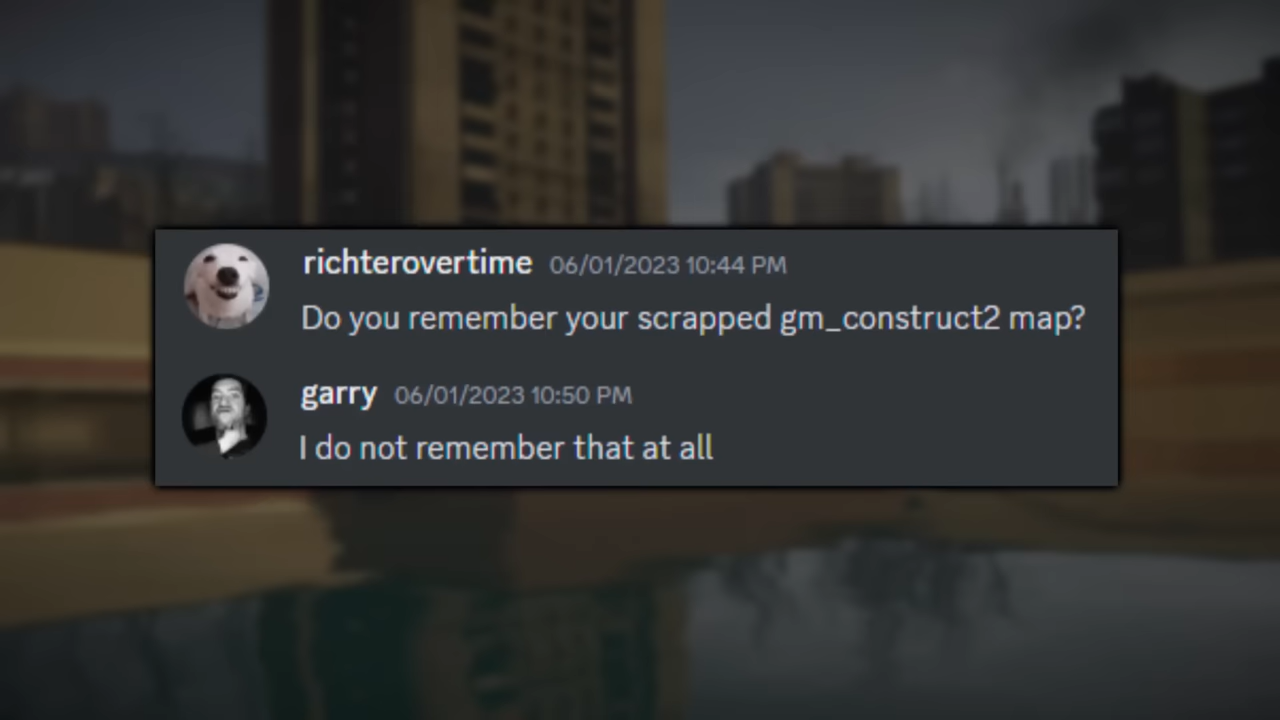 richterovertime 06/01/2023 10:44 PM
Do you remember your scrapped gm_construct2 map?
garry 06/01/2023 10:50 PM
I do not remember that at all